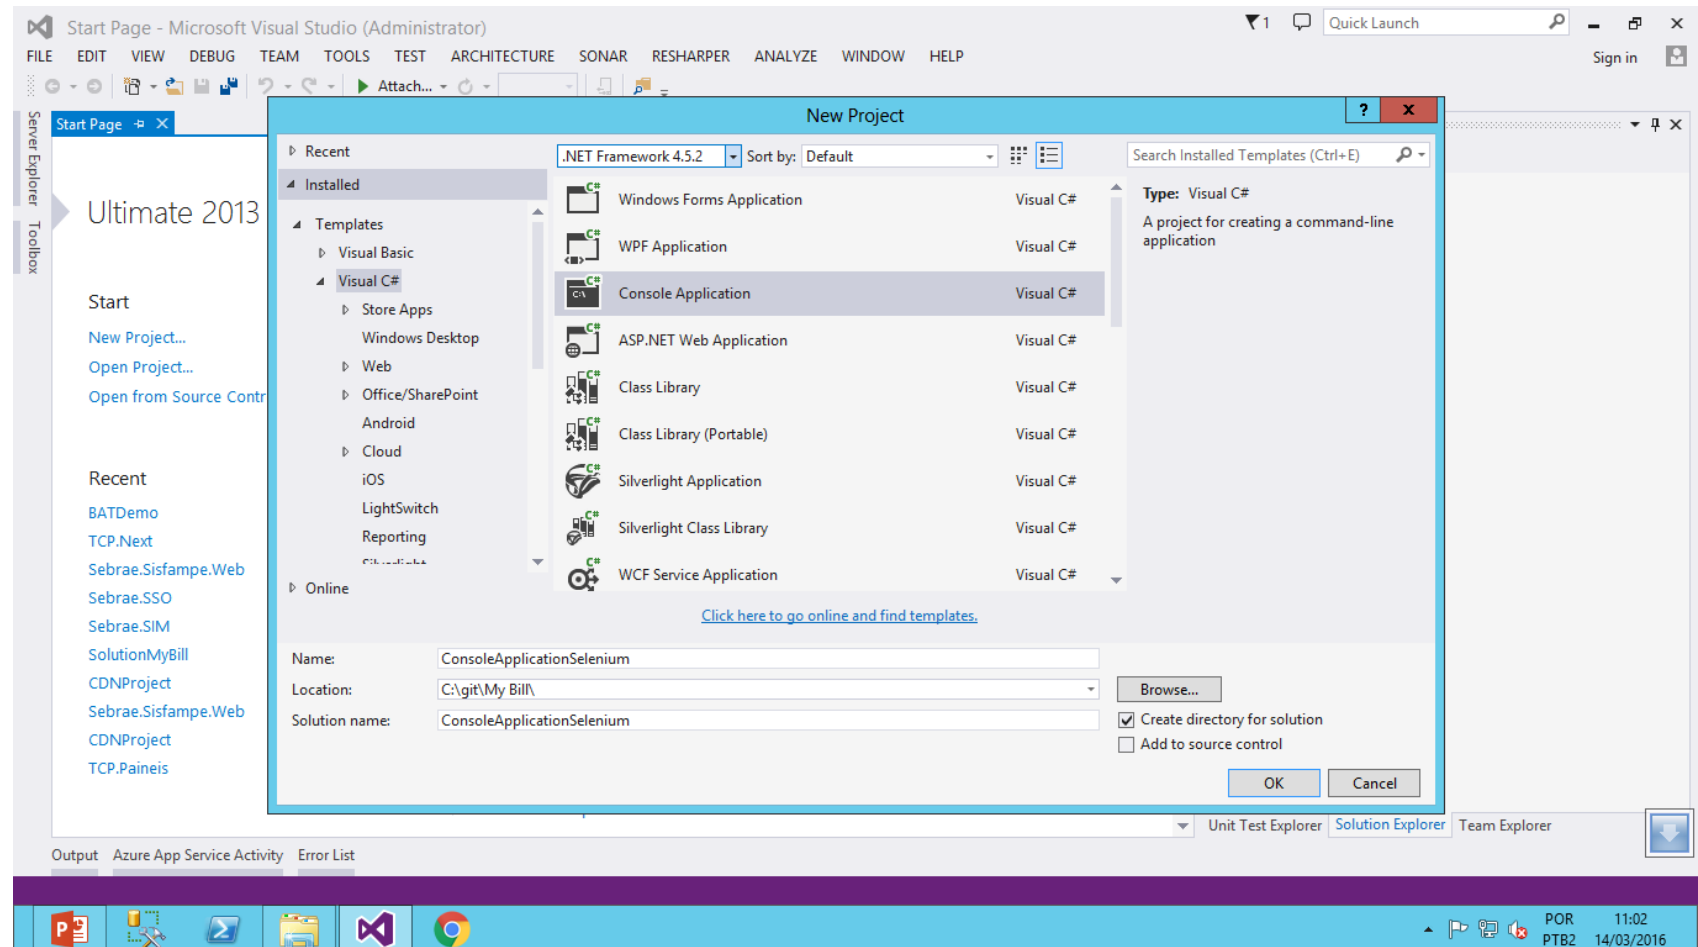 Start Page - Microsoft Visual Studio (Administrator)
1
Quick Launch
FILE EDIT VIEW DEBUG TEAM TOOLS TEST ARCHITECTURE SONAR RESHARPER ANALYZE WINDOW HELP
Sign in
Attach...
Server Explorer
Toolbox
Start Page
Ultimate 2013
Start
New Project...
Open Project...
Open from Source Contr
Recent
BATDemo
TCP.Next
Sebrae.Sisfampe.Web
Sebrae.SSO
Sebrae.SIM
SolutionMyBill
CDNProject
Sebrae.Sisfampe.Web
CDNProject
TCP.Paineis
New Project
?
x
Recent
Installed
Templates
Visual Basic
Visual C#
Store Apps
Windows Desktop
Web
Office/SharePoint
Android
Cloud
iOS
LightSwitch
Reporting
Silverlight
Online
.NET Framework 4.5.2 Sort by: Default
Search Installed Templates (Ctrl+E)
Windows Forms Application Visual C#
WPF Application Visual C#
Console Application Visual C#
ASP.NET Web Application Visual C#
Class Library Visual C#
Class Library (Portable) Visual C#
Silverlight Application Visual C#
Silverlight Class Library Visual C#
WCF Service Application Visual C#
Click here to go online and find templates.
Type: Visual C#
A project for creating a command-line
application
Name: ConsoleApplicationSelenium
Location: C:\git\My Bill\
Browse...
Solution name: ConsoleApplicationSelenium
Create directory for solution
Add to source control
OK Cancel
Unit Test Explorer Solution Explorer Team Explorer
Output Azure App Service Activity Error List
POR 11:02
PTB2 14/03/2016